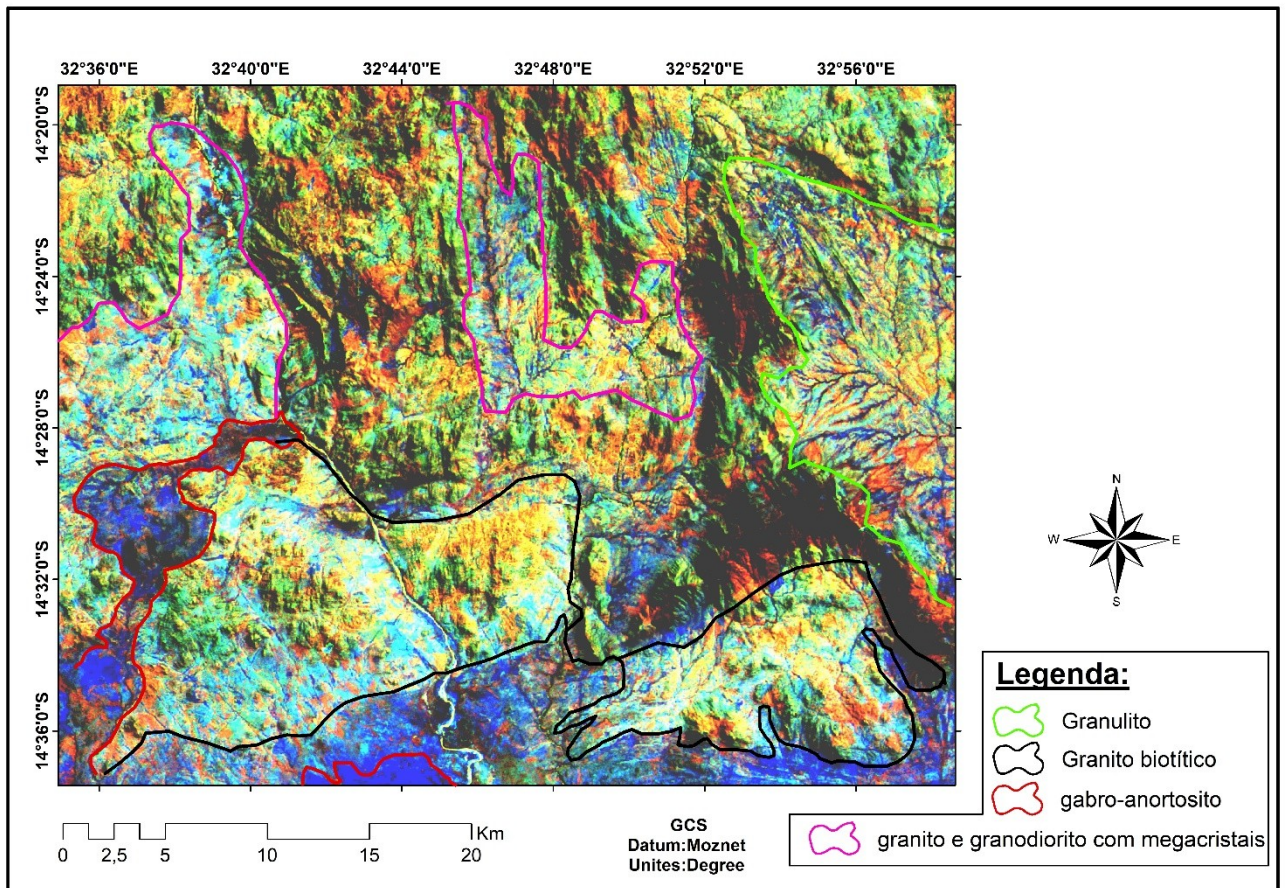 32°36'0"E 32°40'0"E 32°44'0"E 32°48'0"E 32°52'0"E 32°56'0"E
14°20'0"S
14°24'0"S
14°28'0"S
14°32'0"S
14°36'0"S
N
W E
S
Legenda:
Granulito
Granito biotítico
gabro-anortosito
granito e granodiorito com megacristais
Km
0 2,5 5 10 15 20
GCS
Datum:Moznet
Unites:Degree